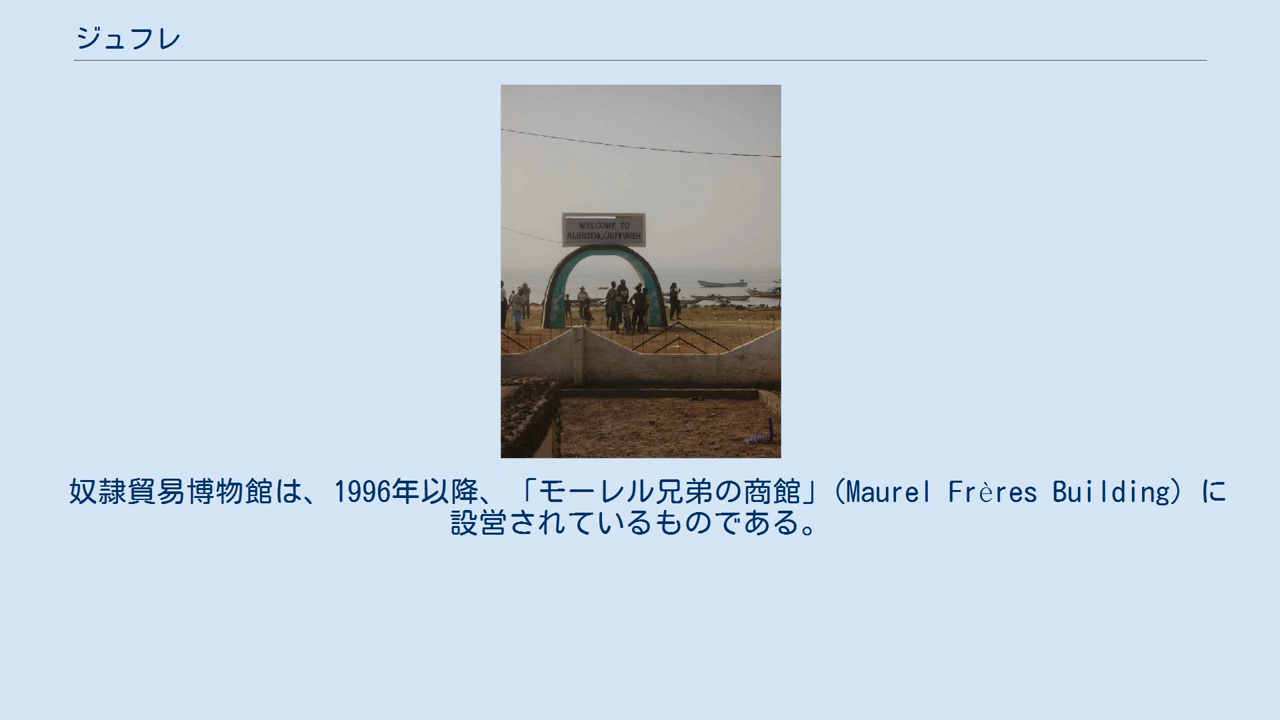 ジュフレ
WELCOME TO
ALBREDA/JUFFUREH
奴隷貿易博物館は、1996年以降、「モーレル兄弟の商館」(Maurel Frères Building) に
設営されているものである。